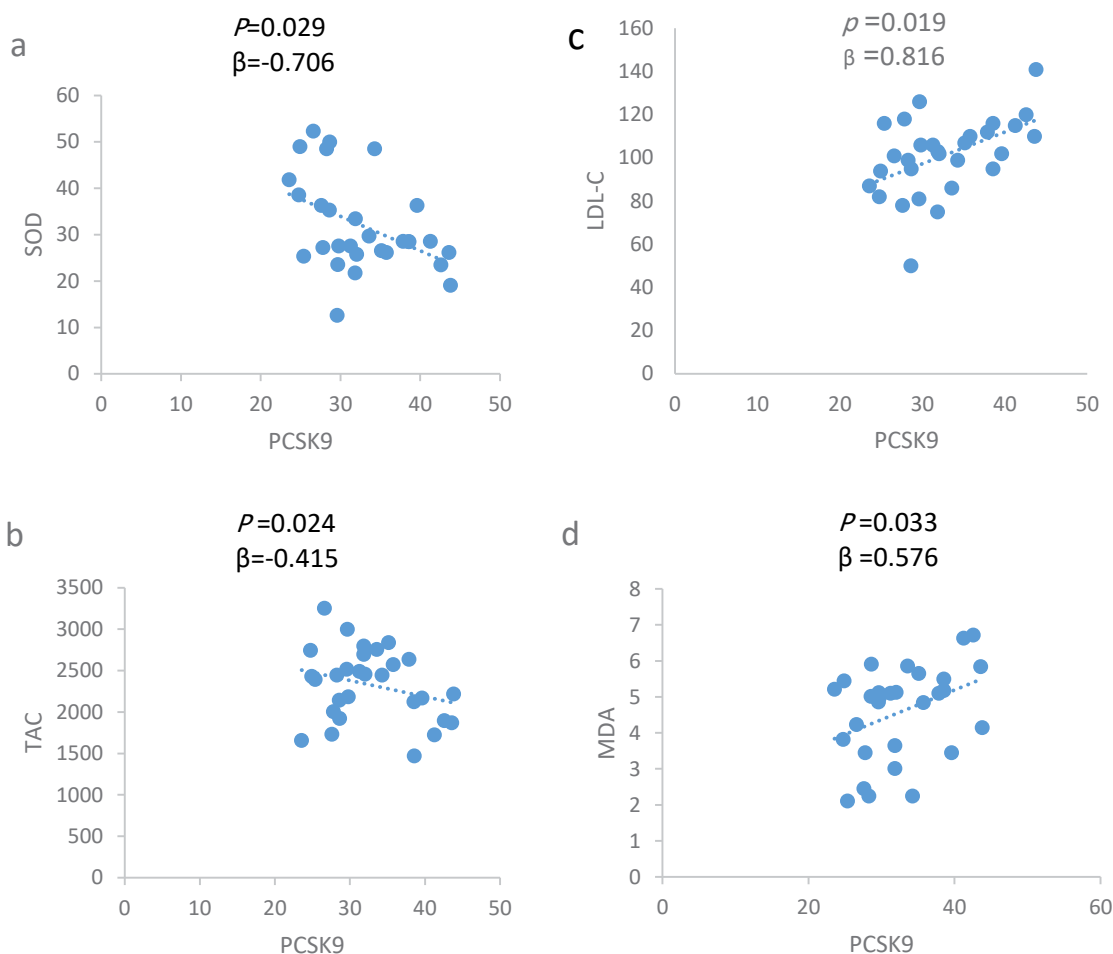 a
P=0.029
β=-0.706
60
50
40
30
20
10
0
SOD
0 10 20 30 40 50
PCSK9
c
p =0.019
β =0.816
160
140
120
100
80
60
40
20
0
LDL-C
0 10 20 30 40 50
PCSK9
b
P =0.024
β=-0.415
3500
3000
2500
2000
1500
1000
500
0
TAC
0 10 20 30 40 50
PCSK9
d
P =0.033
β =0.576
8
7
6
5
4
3
2
1
0
MDA
0 20 40 60
PCSK9